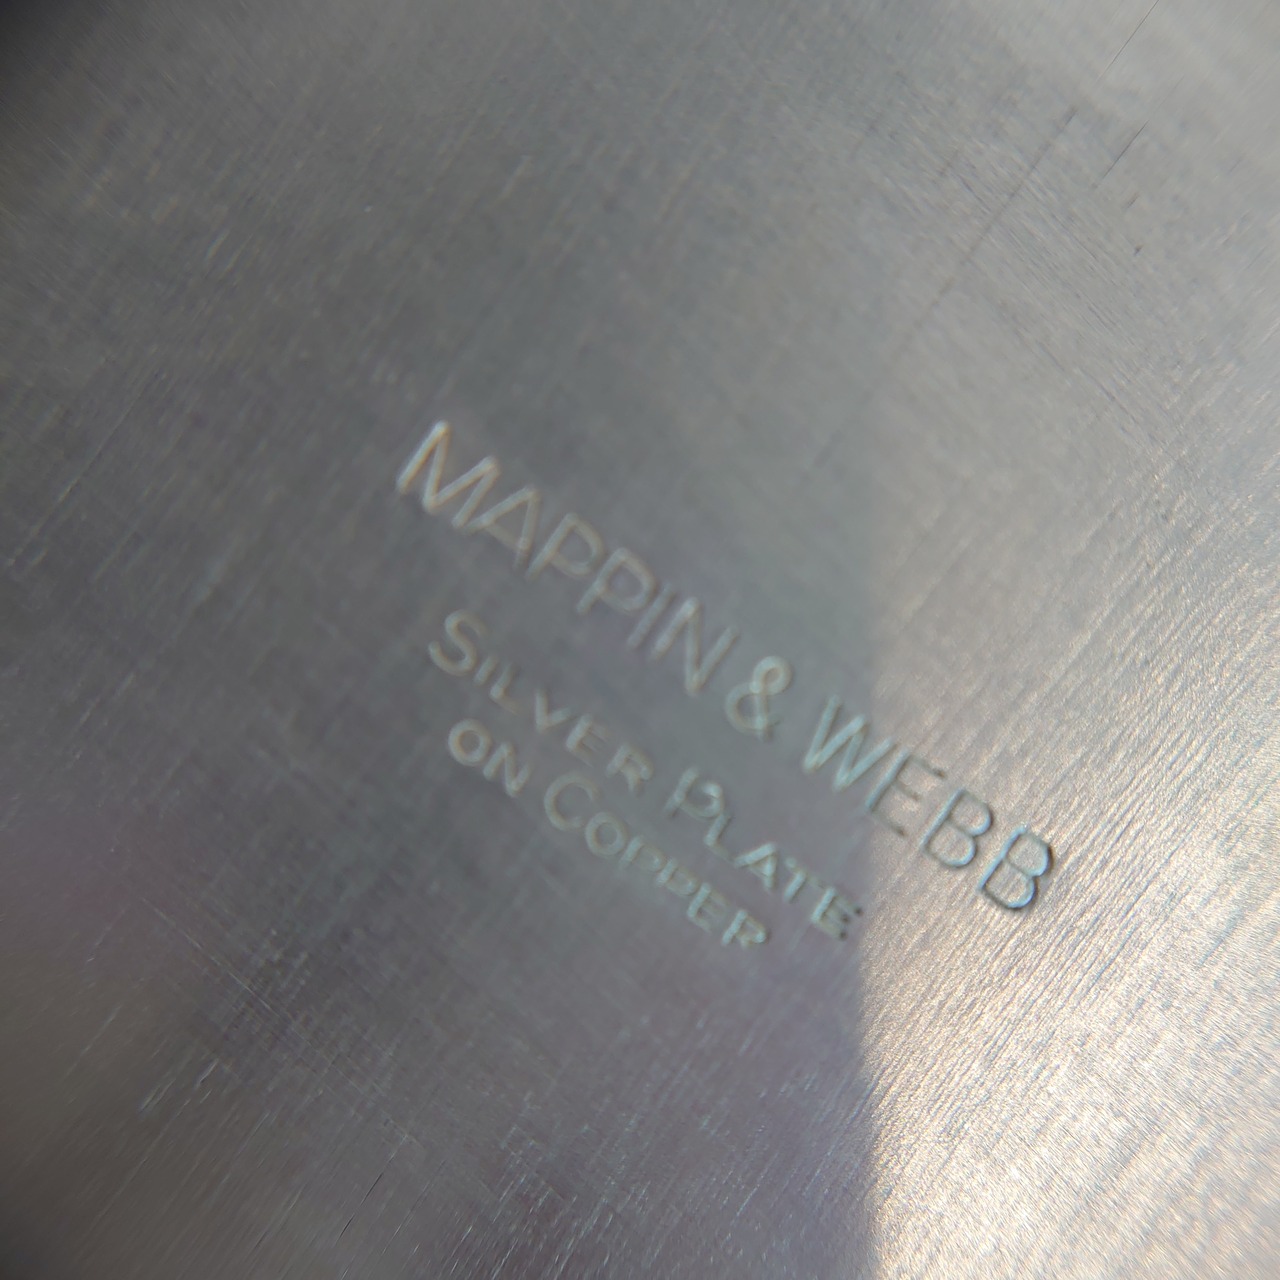 MAPPIN & WEBB
SILVER PLATE
ON COPPER